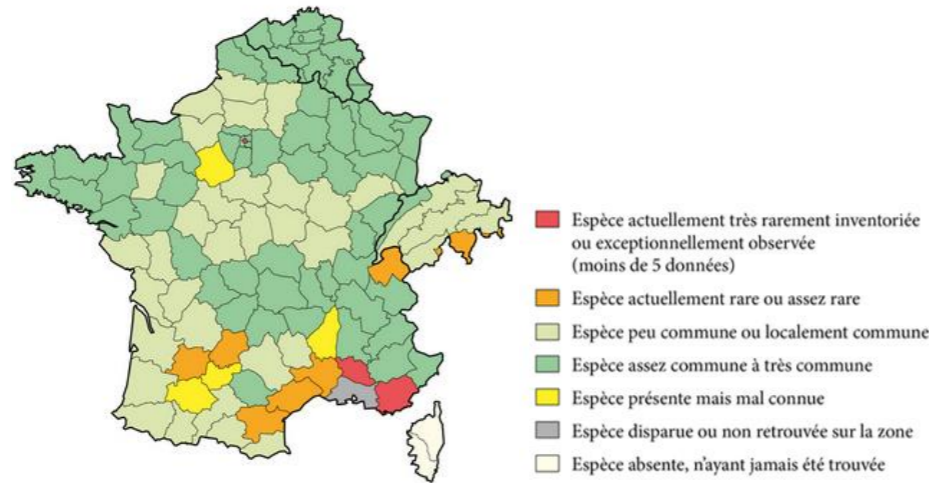 Espèce actuellement très rarement inventoriée
ou exceptionnellement observée
(moins de 5 données)
Espèce actuellement rare ou assez rare
Espèce peu commune ou localement commune
Espèce assez commune à très commune
Espèce présente mais mal connue
Espèce disparue ou non retrouvée sur la zone
Espèce absente, n'ayant jamais été trouvée